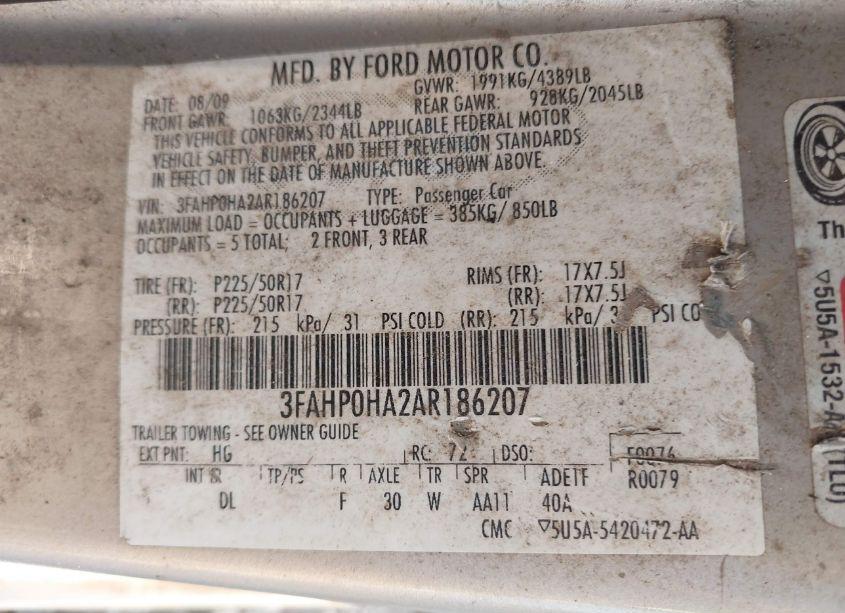 MFD. BY FORD MOTOR CO.
DATE: 08/09 GVWR: 1991KG/4389LB
FRONT GAWR: 1063KG/2344LB REAR GAWR: 928KG/2045LB
THIS VEHICLE CONFORMS TO ALL APPLICABLE FEDERAL MOTOR
VEHICLE SAFETY, BUMPER, AND THEFT PREVENTION STANDARDS
IN EFFECT ON THE DATE OF MANUFACTURE SHOWN ABOVE.
VIN: 3FAHP0HA2AR186207 TYPE: Passenger Car
MAXIMUM LOAD = OCCUPANTS + LUGGAGE = 385KG/ 850LB
OCCUPANTS = 5 TOTAL; 2 FRONT, 3 REAR
TIRE (FR): P225/50R17 RIMS (FR): 17X7.5J
(RR): P225/50R17 (RR): 17X7.5J
PRESSURE (FR): 215 kPa/ 31 PSI COLD (RR): 215 kPa/ 3 PSI CO
3FAHP0HA2AR186207
TRAILER TOWING - SEE OWNER GUIDE
EXT PNT: HG RC: 72 DSO: F0076
INT TR TP/PS R AXLE TR SPR ADETF R0079
DL F 30 W AA11 40A
CMC 5U5A-5420472-AA
Th
5U5A-1532-A
(TLU)